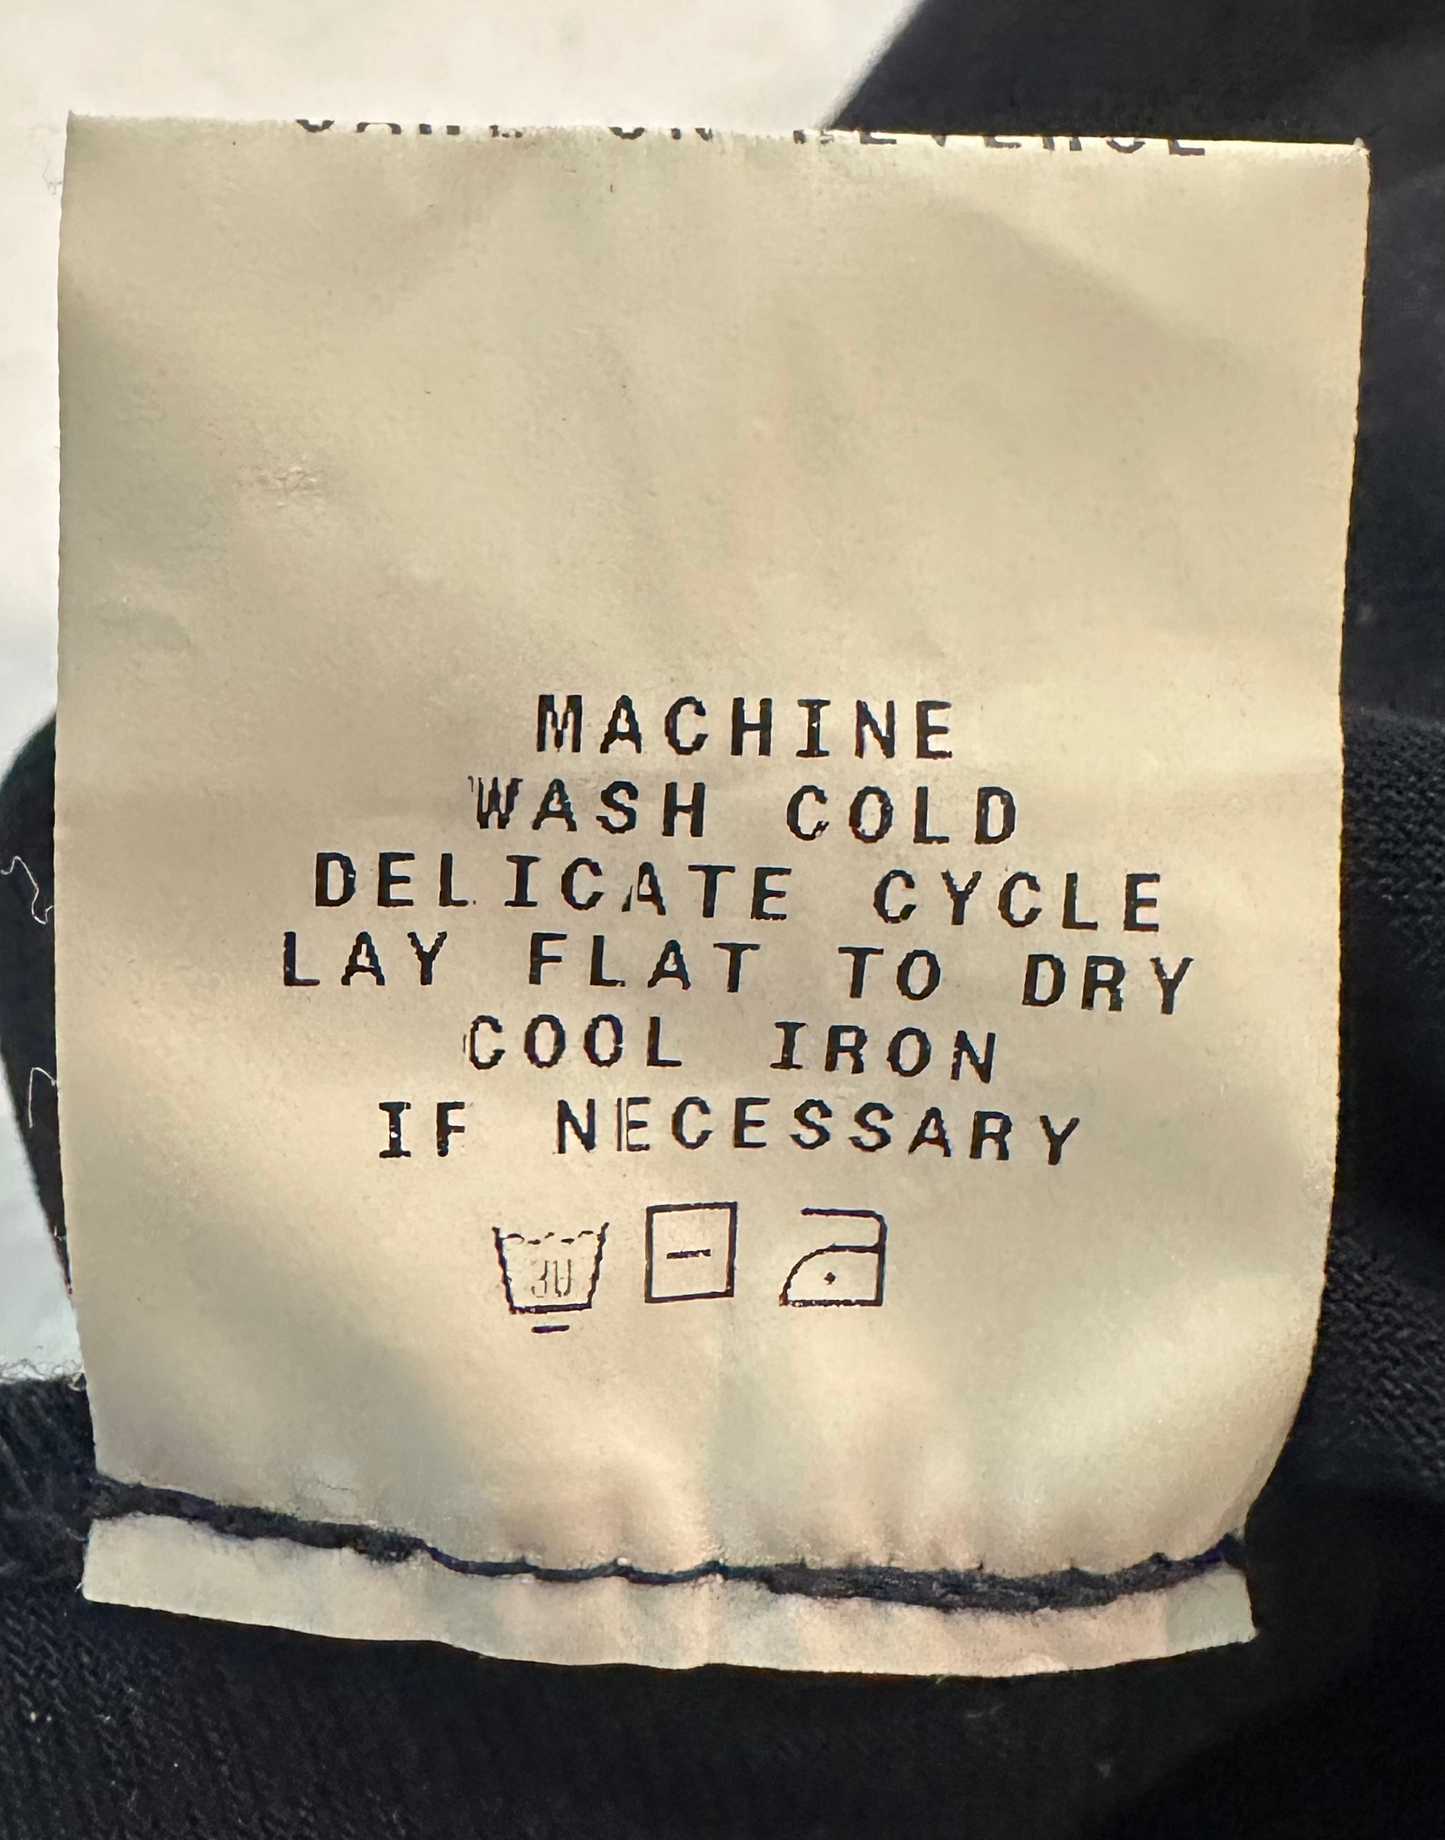 MACHINE
WASH COLD
DELICATE CYCLE
LAY FLAT TO DRY
COOL IRON
IF NECESSARY
30